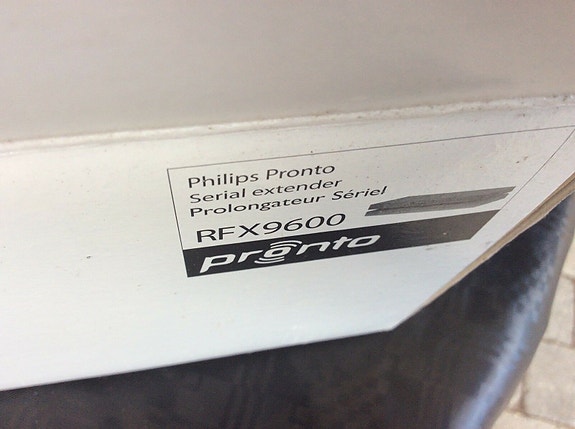 Philips Pronto
Serial extender
Prolongateur Sériel
RFX9600
pronto